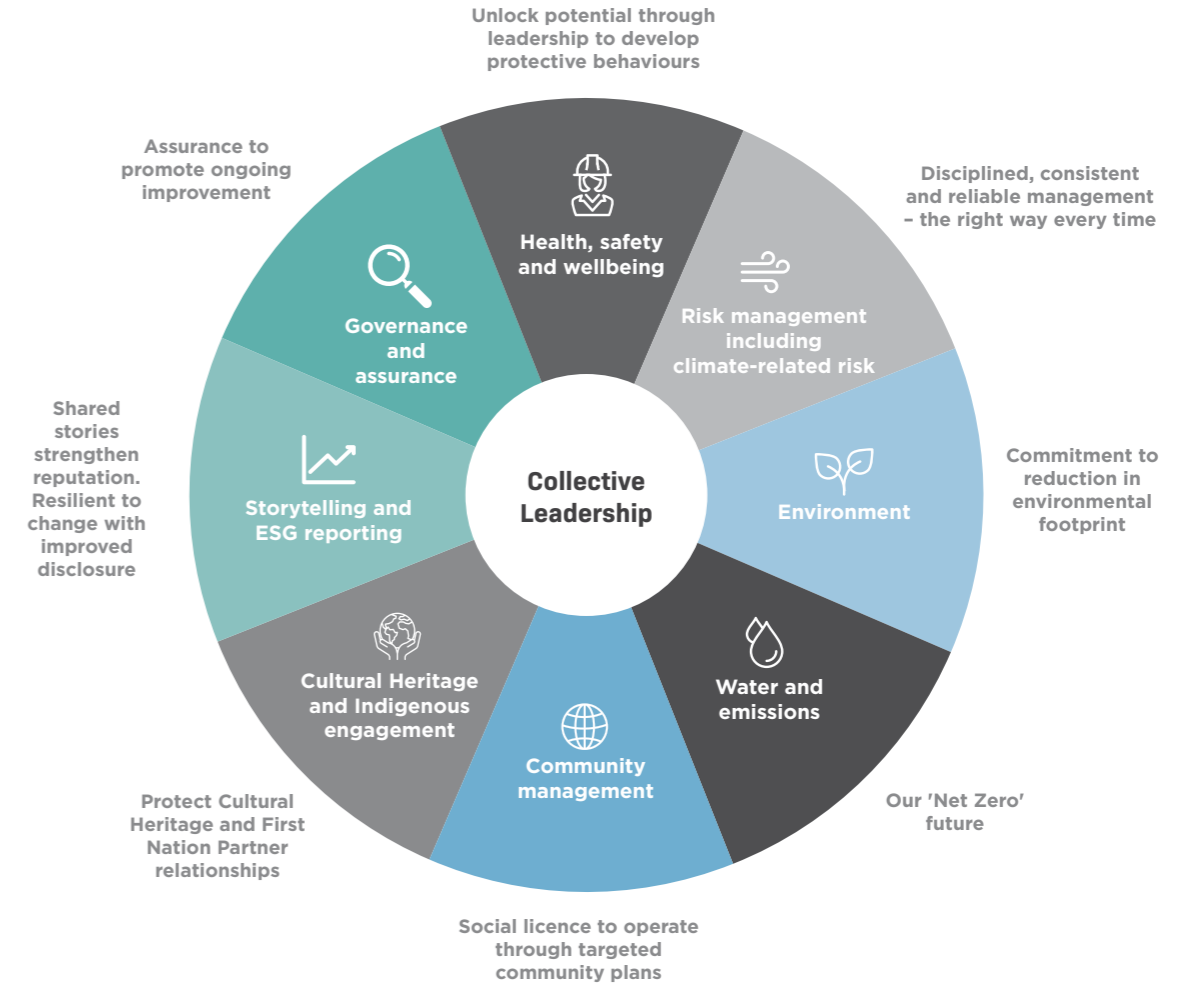 Unlock potential through
leadership to develop
protective behaviours
Assurance to
promote ongoing
improvement
Disciplined, consistent
and reliable management
– the right way every time
Health, safety
and wellbeing
Risk management
including
climate-related risk
Governance
and
assurance
Shared
stories
strengthen
reputation.
Resilient to
change with
improved
disclosure
Storytelling and
ESG reporting
Collective
Leadership
Environment
Commitment to
reduction in
environmental
footprint
Cultural Heritage
and Indigenous
engagement
Water and
emissions
Community
management
Protect Cultural
Heritage and First
Nation Partner
relationships
Our 'Net Zero'
future
Social licence to operate
through targeted
community plans